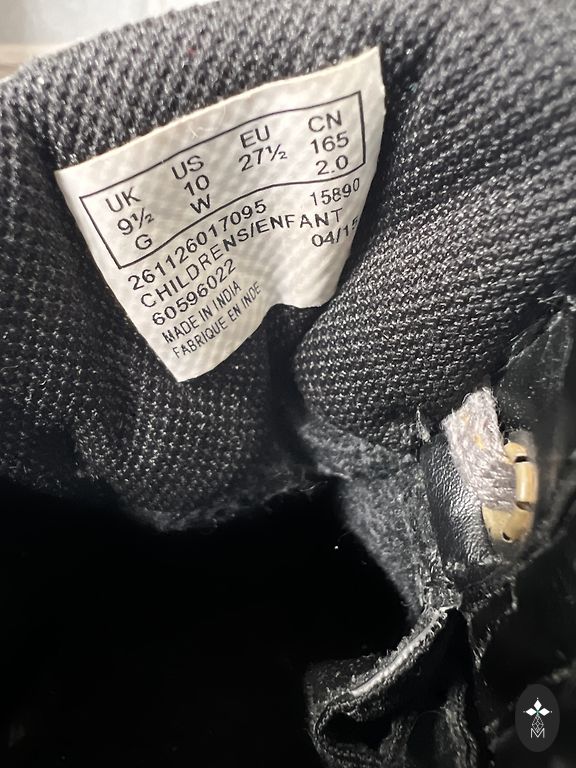 UK US EU CN
9½ 10 27½ 165
G W 2.0
261126017095 15890
CHILDRENS/ENFANT
60596022 04/15
MADE IN INDIA
FABRIQUE EN INDE
M